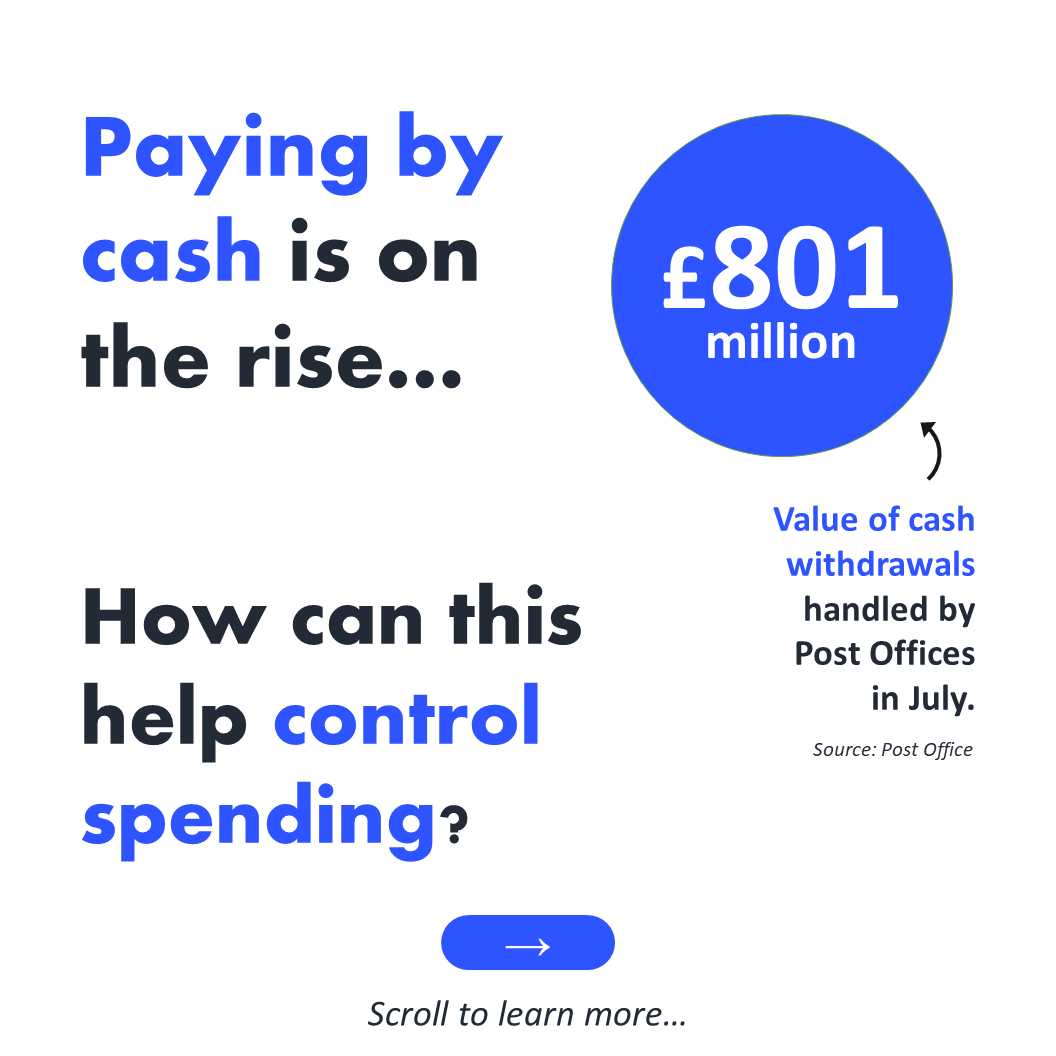 Paying by
cash is on
the rise...
£801
million
Value of cash
withdrawals
handled by
Post Offices
in July.
Source: Post Office
How can this
help control
spending?
→
Scroll to learn more...